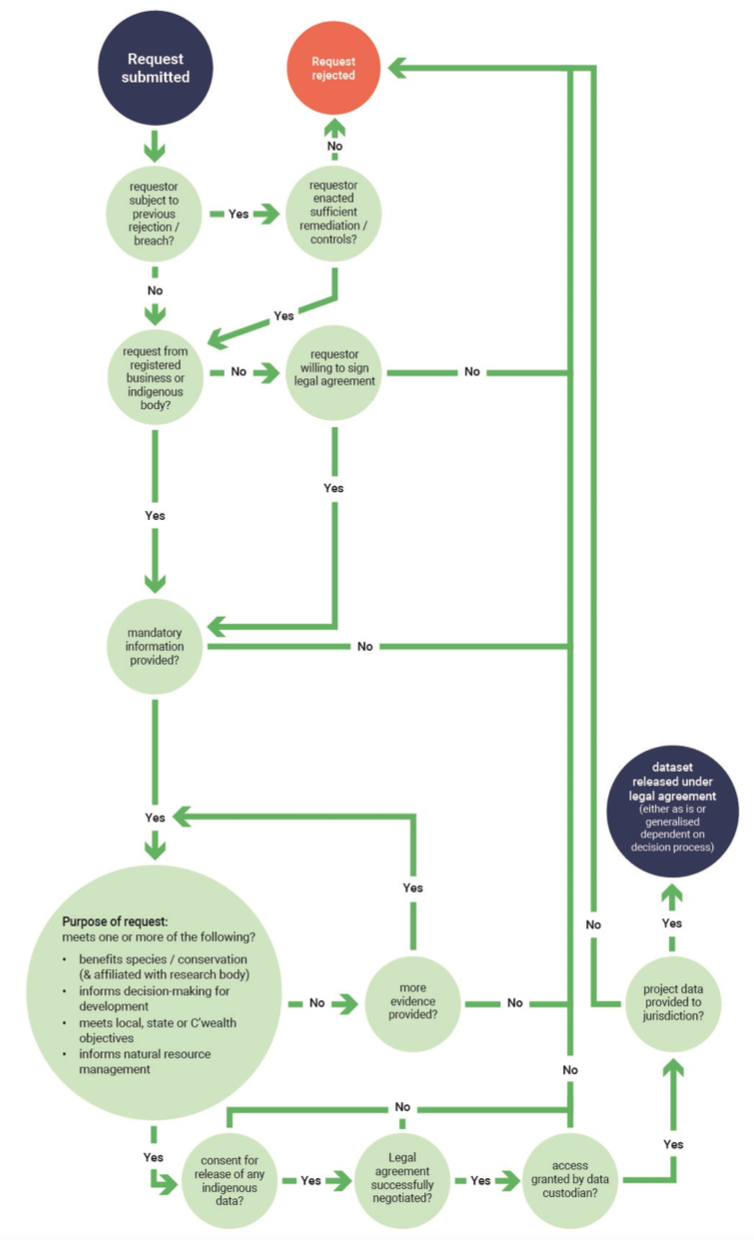 Request
submitted
Request
rejected
No
requestor
subject to
previous
rejection /
breach?
Yes
requestor
enacted
sufficient
remediation /
controls?
No
Yes
request from
registered
business or
indigenous
body?
No
requestor
willing to sign
legal agreement
No
Yes
Yes
mandatory
information
provided?
No
Yes
dataset
released under
legal agreement
(either as is or
generalised
dependent on
decision process)
Yes
No
Yes
Purpose of request:
meets one or more of the following?
• benefits species / conservation
(& affiliated with research body)
• informs decision-making for
development
• meets local, state or C'wealth
objectives
• informs natural resource
management
No
more
evidence
provided?
No
project data
provided to
jurisdiction?
No
No
Yes
Yes
consent for
release of any
indigenous
data?
Yes
Legal
agreement
successfully
negotiated?
Yes
access
granted by data
custodian?